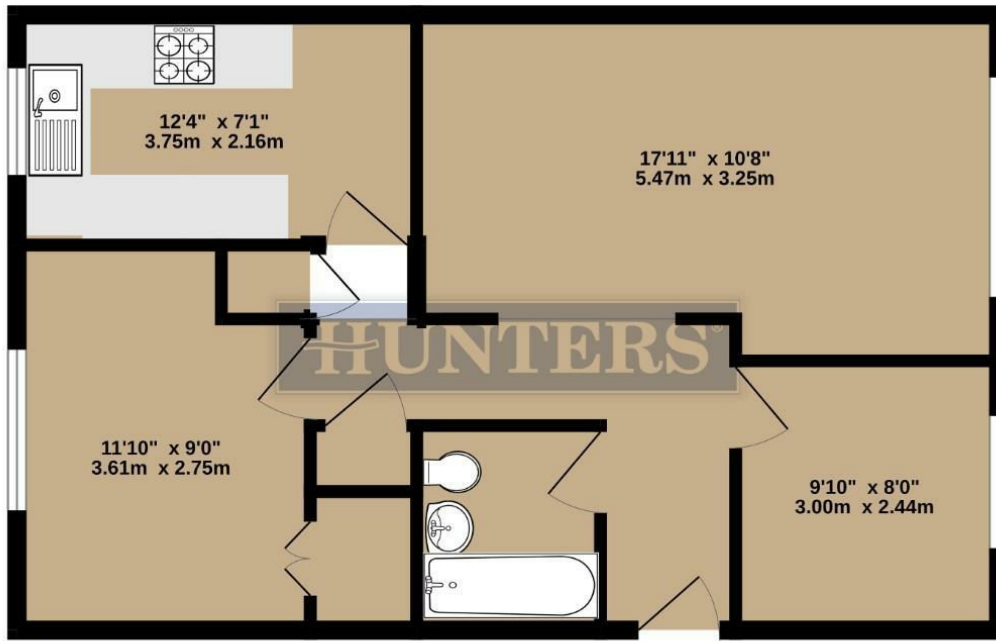 12'4" x 7'1"
3.75m x 2.16m
17'11" x 10'8"
5.47m x 3.25m
HUNTERS®
11'10" x 9'0"
3.61m x 2.75m
9'10" x 8'0"
3.00m x 2.44m